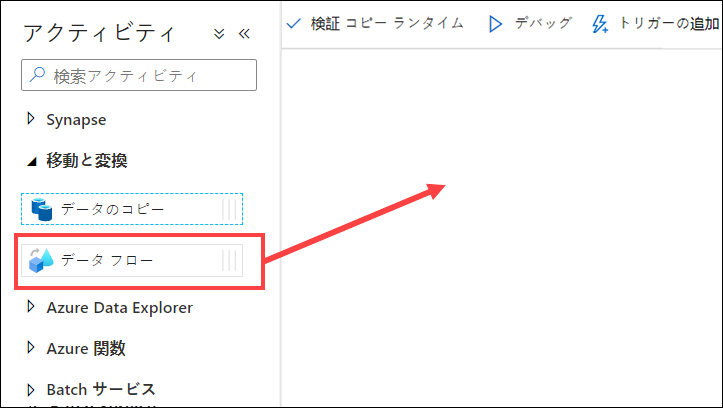 アクティビティ
検証 コピー ランタイム
デバッグ
トリガーの追加
検索アクティビティ
Synapse
移動と変換
データのコピー
データ フロー
Azure Data Explorer
Azure 関数
Batch サービス